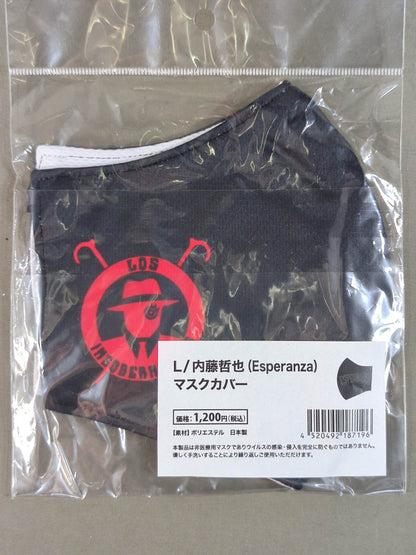 LOS
L/内藤哲也(Esperanza)
マスクカバー
価格:1,200円(税込)
【素材】ポリエステル 日本製
4 520492 187196
本製品は非医療用マスクでありウイルスの感染・侵入を完全に防ぐものではありません。
優しく手洗いすることにより繰り返しご使用いただけます。